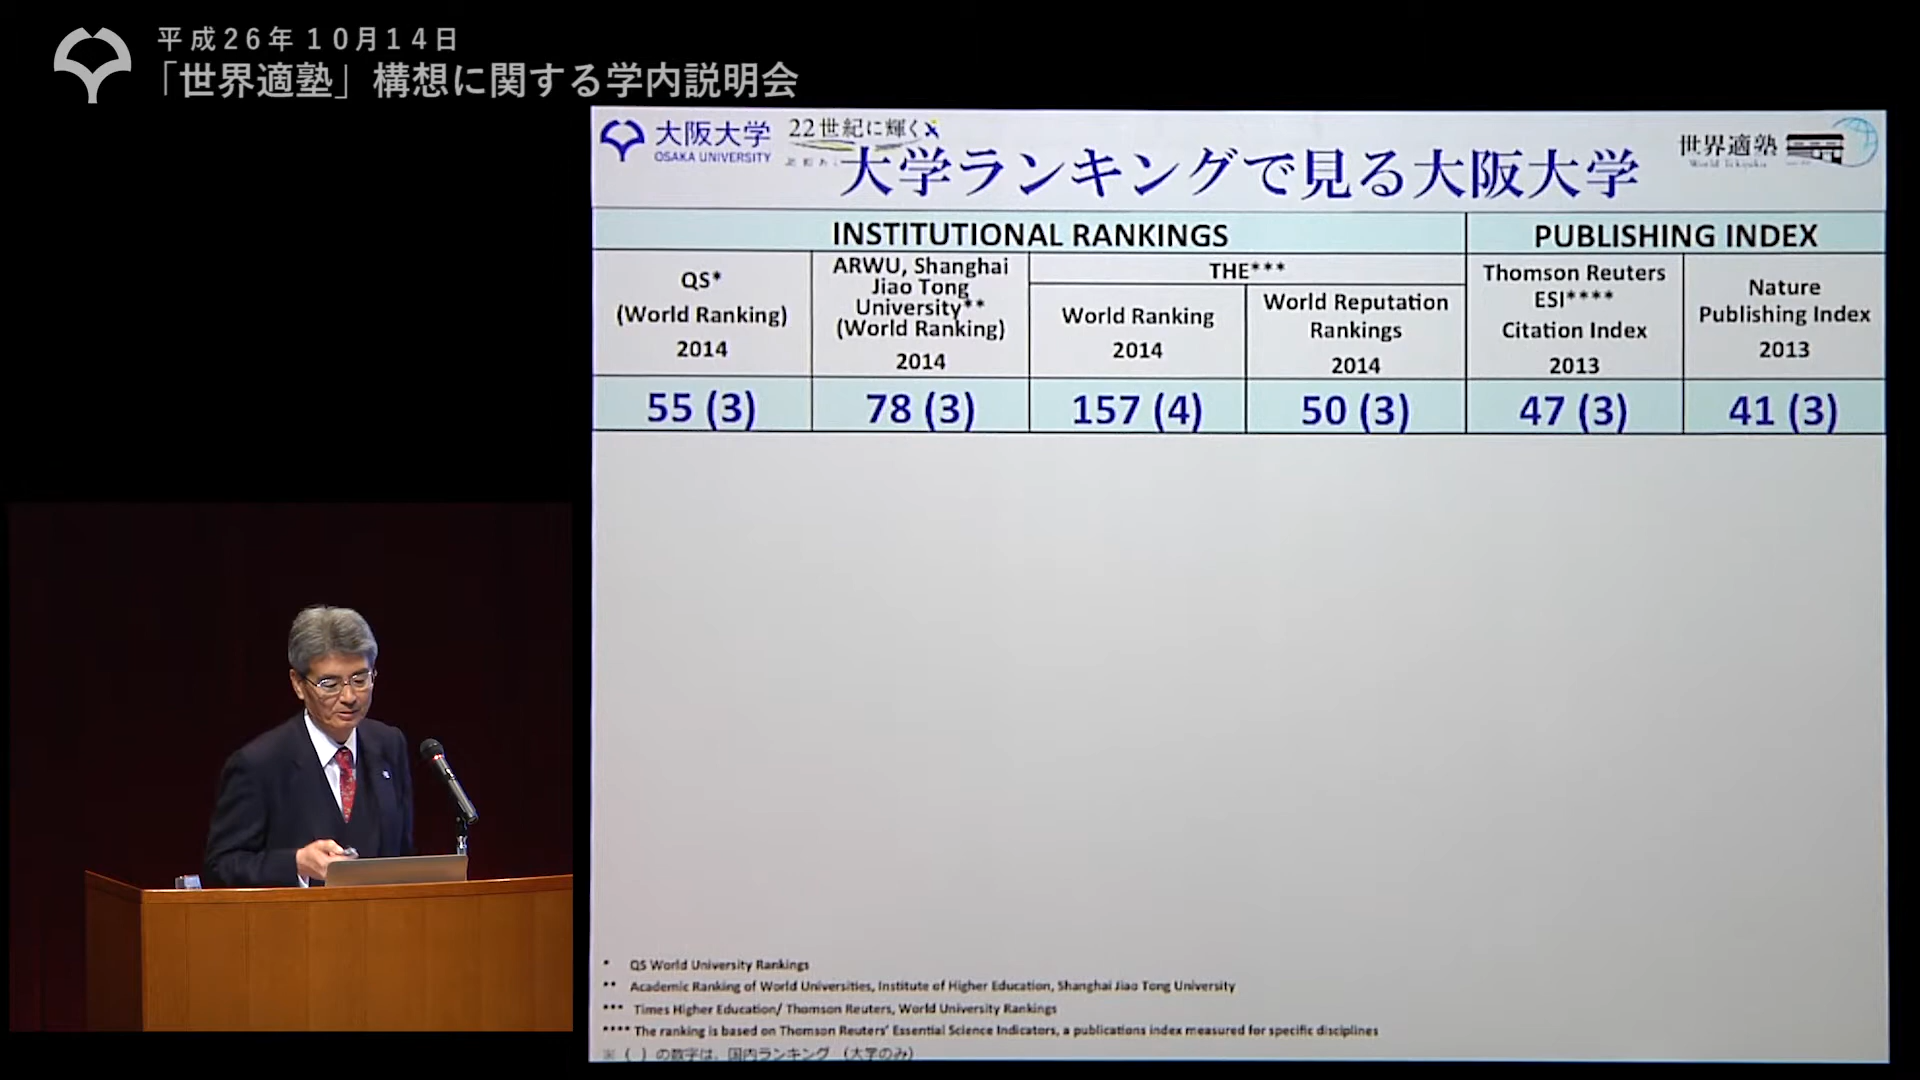 平成26年10月14日
「世界適塾」構想に関する学内説明会
大阪大学
OSAKA UNIVERSITY
22世紀に輝く
世界適塾
World Tekijuku
大学ランキングで見る大阪大学
INSTITUTIONAL RANKINGS
PUBLISHING INDEX
QS*
(World Ranking)
2014
ARWU, Shanghai
Jiao Tong
University**
(World Ranking)
2014
THE***
World Ranking
2014
World Reputation
Rankings
2014
Thomson Reuters
ESI****
Citation Index
2013
Nature
Publishing Index
2013
55 (3)
78 (3)
157 (4)
50 (3)
47 (3)
41 (3)
* QS World University Rankings
** Academic Ranking of World Universities, Institute of Higher Education, Shanghai Jiao Tong University
*** Times Higher Education/ Thomson Reuters, World University Rankings
**** The ranking is based on Thomson Reuters' Essential Science Indicators, a publications index measured for specific disciplines
※ ( ) の数字は、国内ランキング (大学のみ)